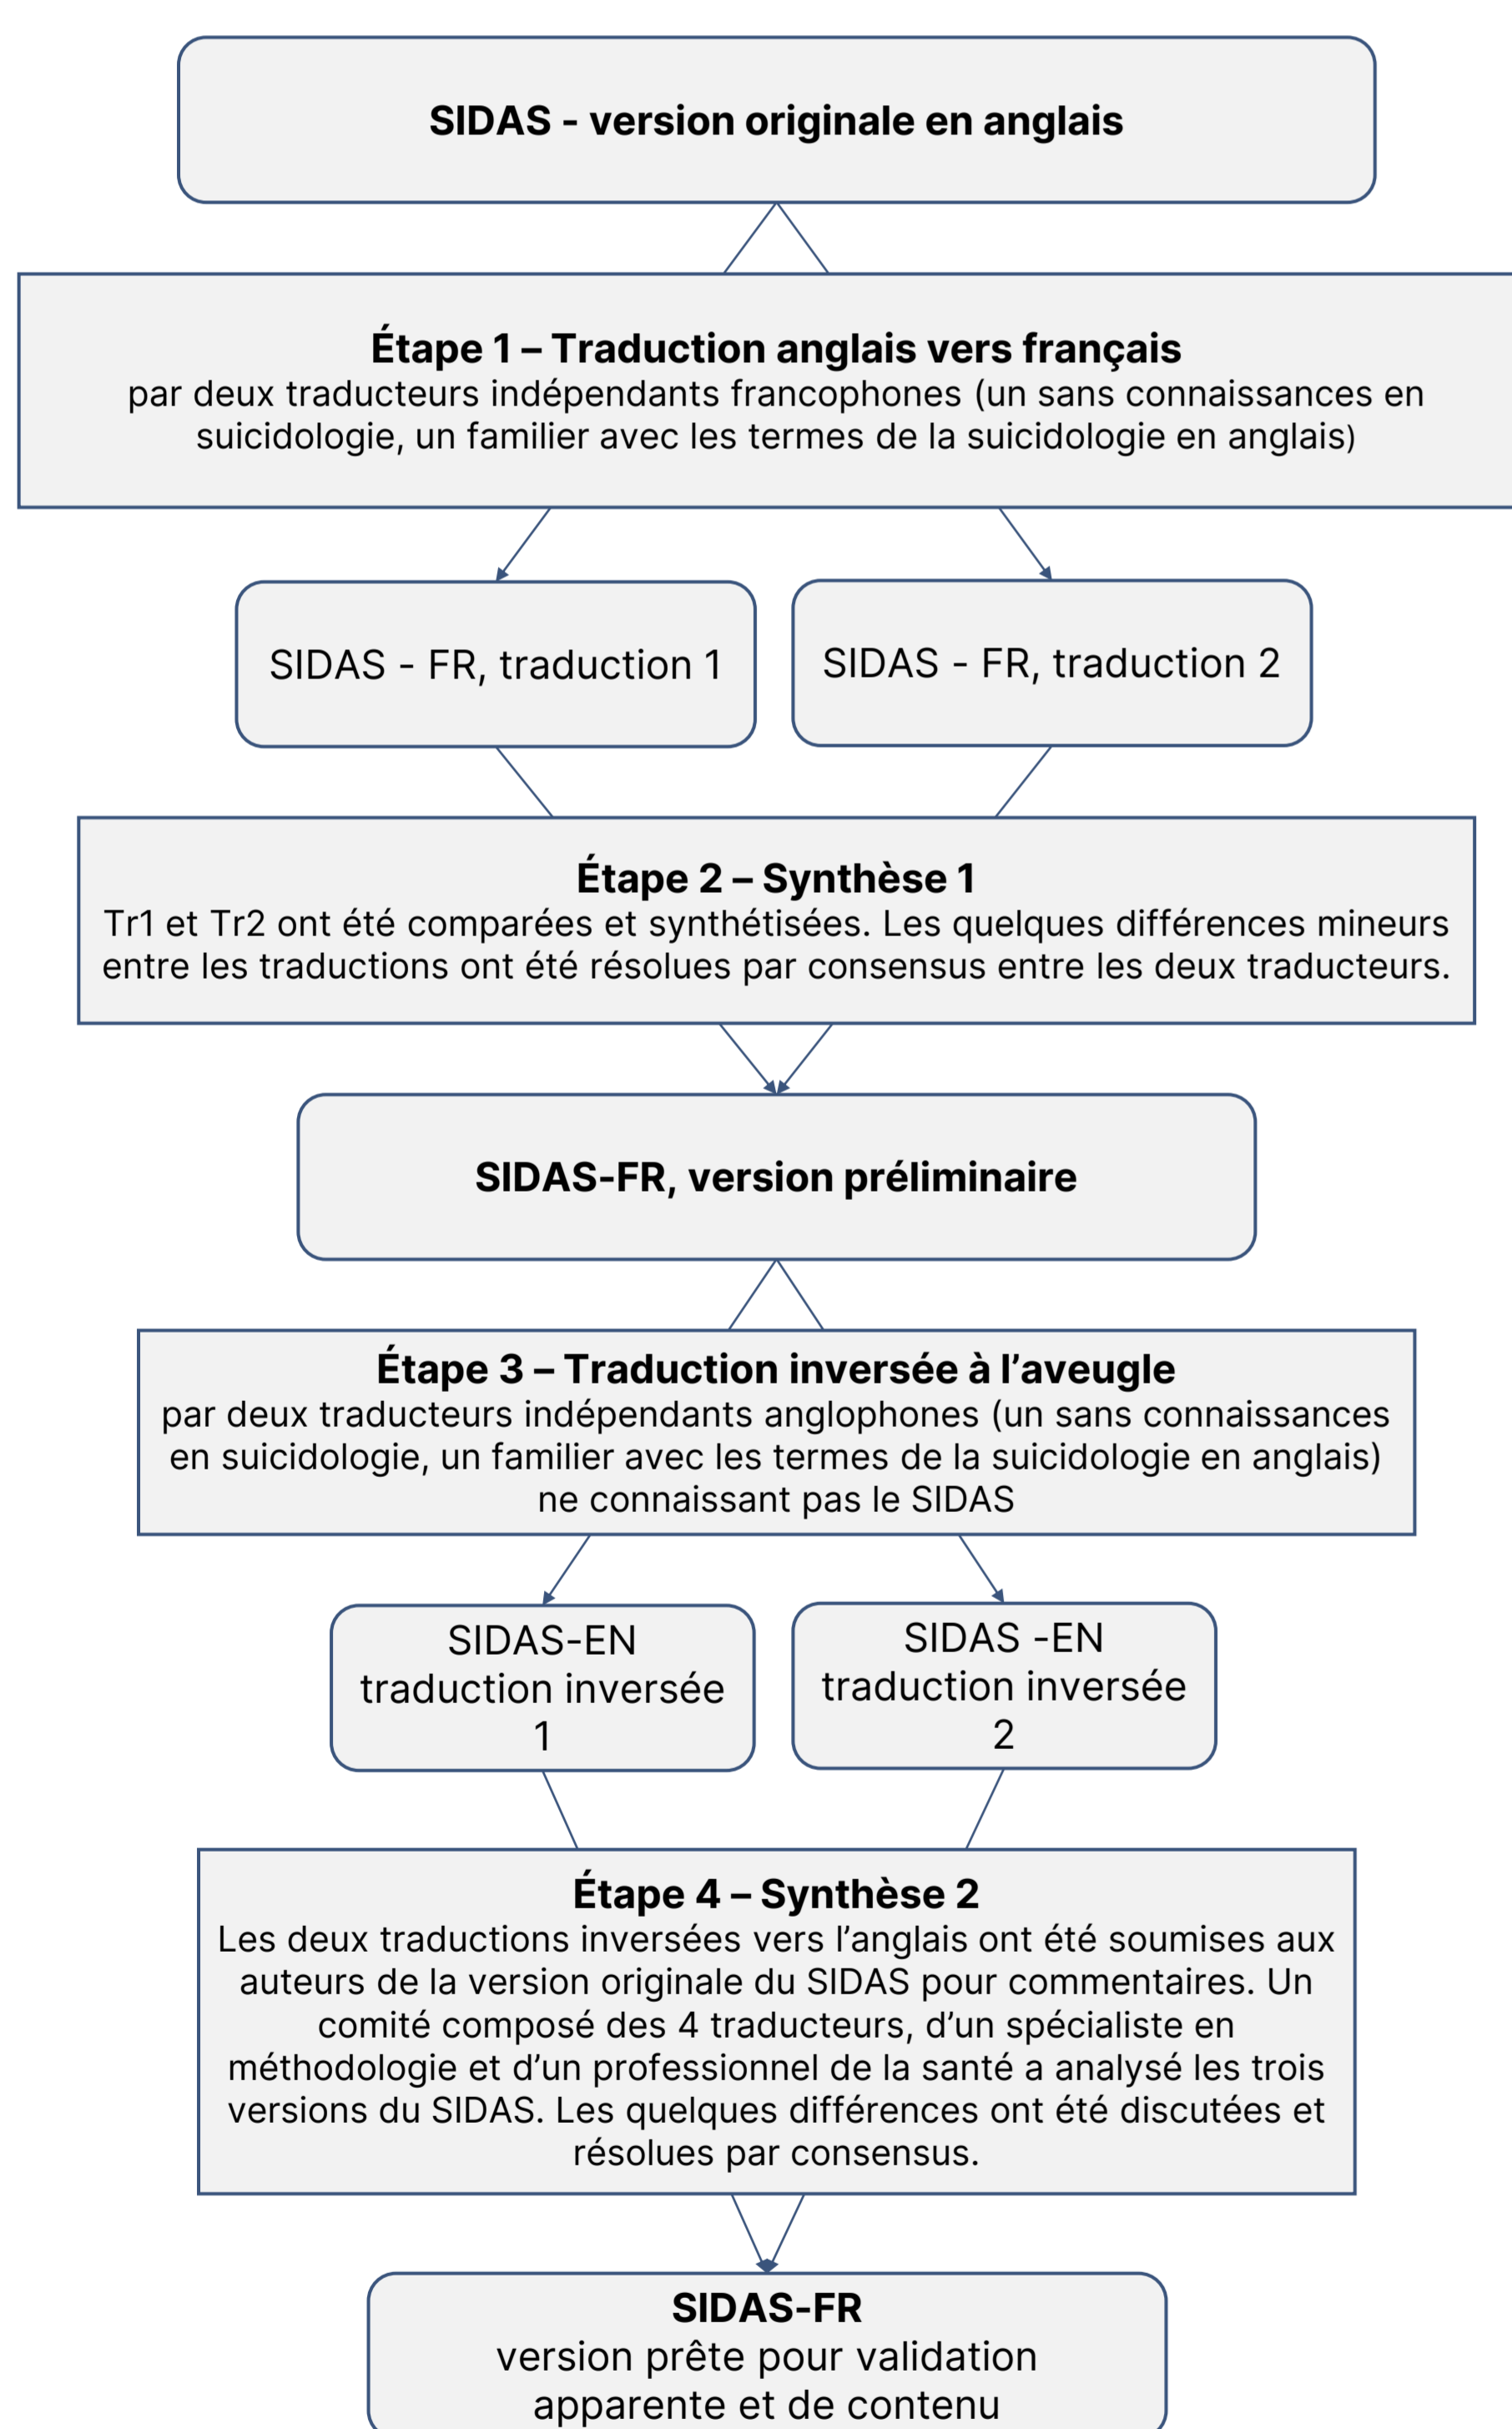 SIDAS - version originale en anglais
Étape 1 – Traduction anglais vers français
par deux traducteurs indépendants francophones (un sans connaissances en
suicidologie, un familier avec les termes de la suicidologie en anglais)
SIDAS - FR, traduction 1
SIDAS - FR, traduction 2
Étape 2 – Synthèse 1
Tr1 et Tr2 ont été comparées et synthétisées. Les quelques différences mineurs
entre les traductions ont été résolues par consensus entre les deux traducteurs.
SIDAS-FR, version préliminaire
Étape 3 – Traduction inversée à l’aveugle
par deux traducteurs indépendants anglophones (un sans connaissances
en suicidologie, un familier avec les termes de la suicidologie en anglais)
ne connaissant pas le SIDAS
SIDAS-EN
traduction inversée
1
SIDAS -EN
traduction inversée
2
Étape 4 – Synthèse 2
Les deux traductions inversées vers l’anglais ont été soumises aux
auteurs de la version originale du SIDAS pour commentaires. Un
comité composé des 4 traducteurs, d’un spécialiste en
méthodologie et d’un professionnel de la santé a analysé les trois
versions du SIDAS. Les quelques différences ont été discutées et
résolues par consensus.
SIDAS-FR
version prête pour validation
apparente et de contenu